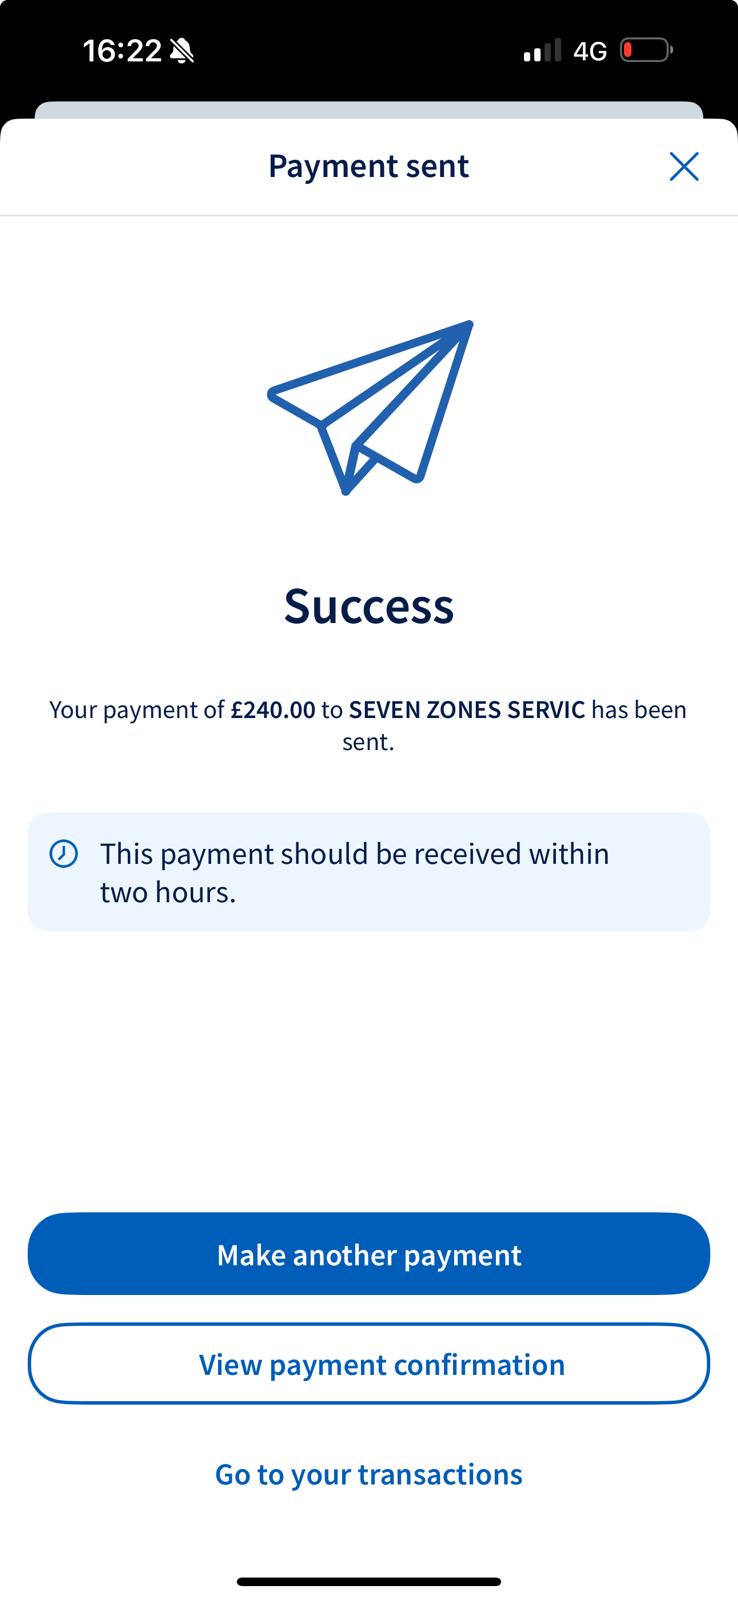 16:22
4G
Payment sent
Success
Your payment of £240.00 to SEVEN ZONES SERVIC has been
sent.
This payment should be received within
two hours.
Make another payment
View payment confirmation
Go to your transactions